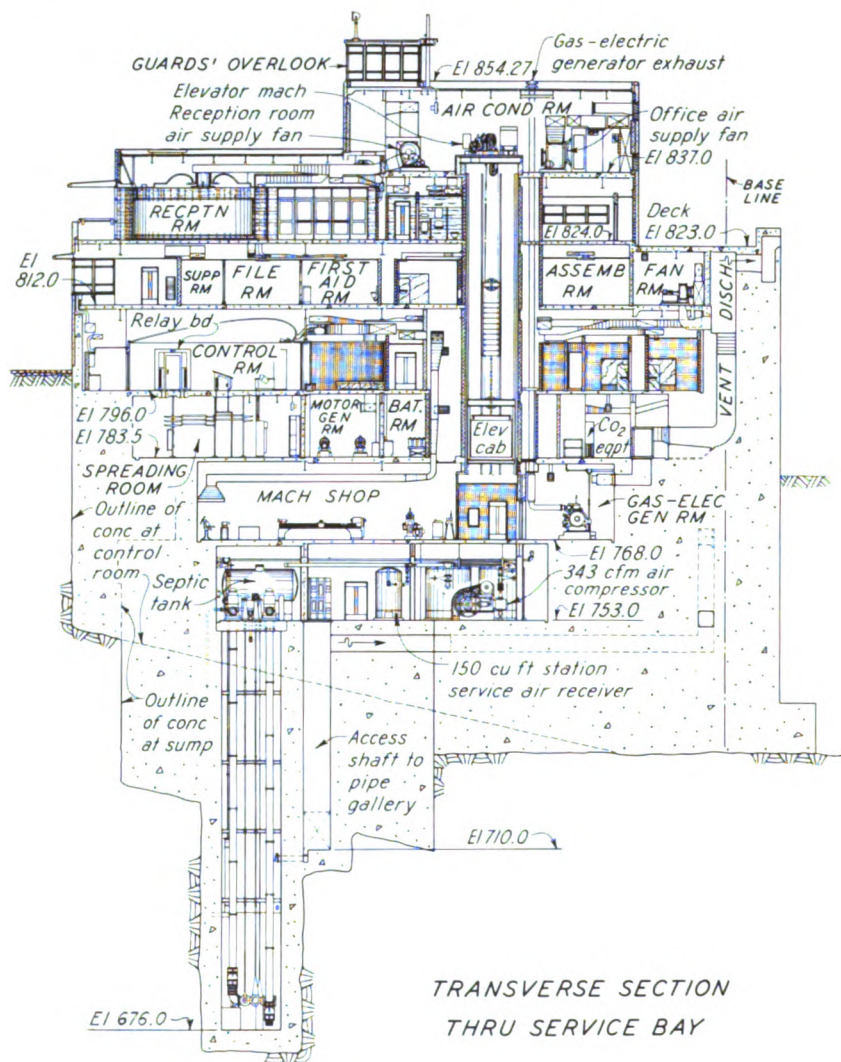 GUARDS' OVERLOOK
El 854.27
Gas-electric
generator exhaust
Elevator mach
Reception room
air supply fan
AIR COND RM
Office air
supply fan
El 837.0
BASE
LINE
RECPTN
RM
El 824.0
Deck
El 823.0
El
812.0
SUPP
RM
FILE
RM
FIRST
AID
RM
ASSEMB
RM
FAN
RM
VENT DISCH
Relay bd
CONTROL
RM
El 796.0
El 783.5
MOTOR
GEN
RM
BAT.
RM
Elev
cab
CO2
eqpt
SPREADING
ROOM
MACH SHOP
GAS-ELEC
GEN RM
Outline of
conc at
control
room
El 768.0
Septic
tank
343 cfm air
compressor
El 753.0
150 cu ft station
service air receiver
Outline
of conc
at sump
Access
shaft to
pipe
gallery
El 710.0
El 676.0
TRANSVERSE SECTION
THRU SERVICE BAY